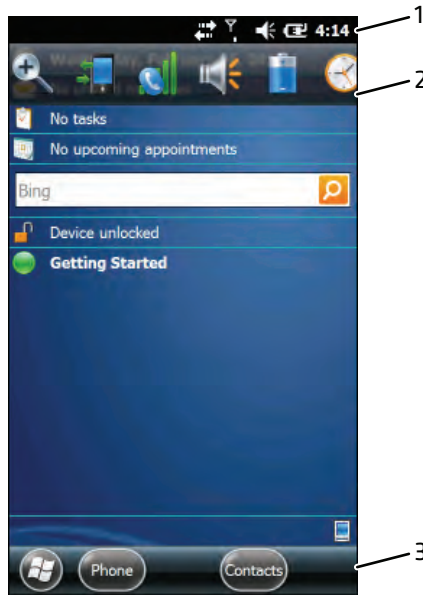 4:14
1
2
No tasks
No upcoming appointments
Bing
Device unlocked
Getting Started
3
Phone
Contacts